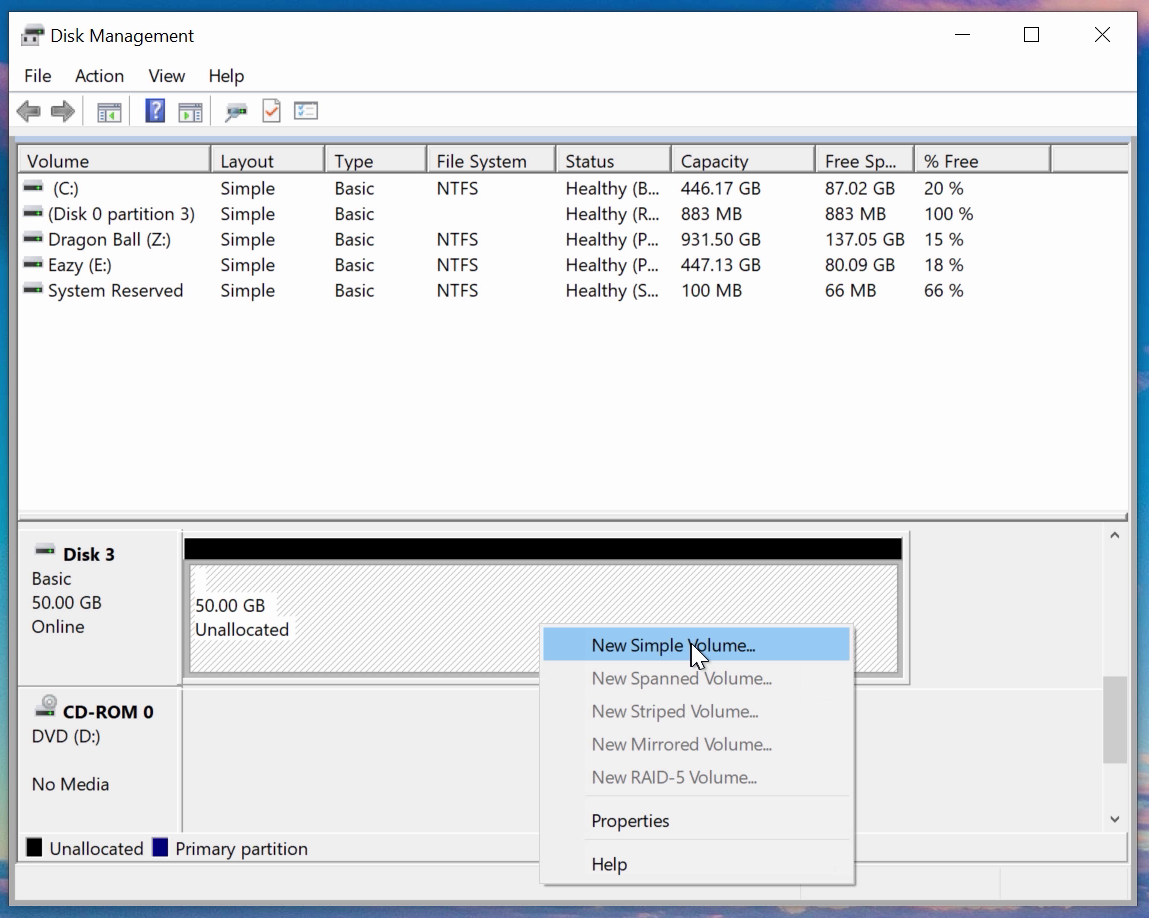 Disk Management
File Action View Help
Volume Layout Type File System Status Capacity Free Sp... % Free
(C:) Simple Basic NTFS Healthy (B... 446.17 GB 87.02 GB 20 %
(Disk 0 partition 3) Simple Basic Healthy (R... 883 MB 883 MB 100 %
Dragon Ball (Z:) Simple Basic NTFS Healthy (P... 931.50 GB 137.05 GB 15 %
Eazy (E:) Simple Basic NTFS Healthy (P... 447.13 GB 80.09 GB 18 %
System Reserved Simple Basic NTFS Healthy (S... 100 MB 66 MB 66 %
Disk 3
Basic
50.00 GB
Online
50.00 GB
Unallocated
New Simple Volume...
New Spanned Volume...
New Striped Volume...
New Mirrored Volume...
New RAID-5 Volume...
Properties
Help
CD-ROM 0
DVD (D:)
No Media
Unallocated Primary partition